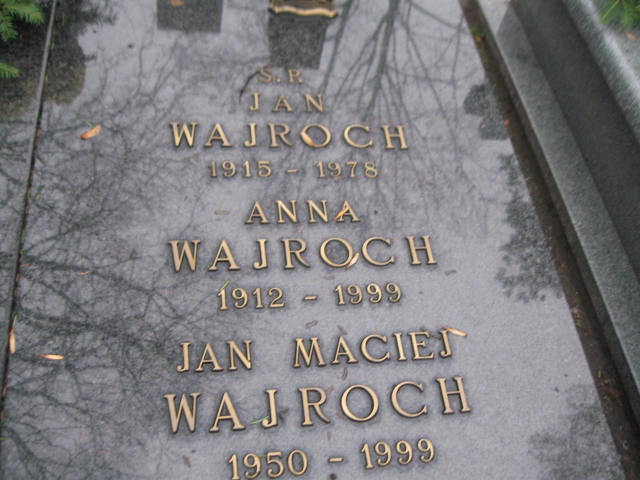 Ś.P.
JAN
WAJROCH
1915 - 1978
ANNA
WAJROCH
1912 - 1999
JAN MACIEJ
WAJROCH
1950 - 1999